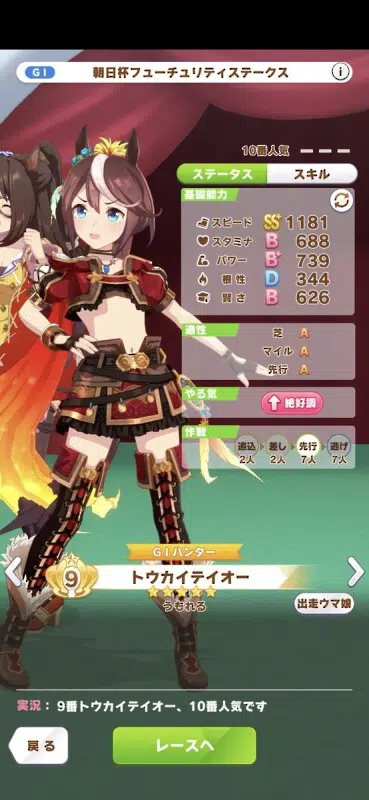 GⅠ 朝日杯フューチュリティステークス
10番人気 ー ー ー
ステータス スキル
基礎能力
スピード SS+ 1181
スタミナ B 688
パワー B+ 739
根性 D 344
賢さ B 626
適性
芝 A
マイル A
先行 A
やる気 絶好調
作戦 追込 差し 先行 逃げ
2人 2人 7人 7人
GⅠハンター
9 トウカイテイオー
うもれる
出走ウマ娘
実況：9番トウカイテイオー、10番人気です
戻る レースへ